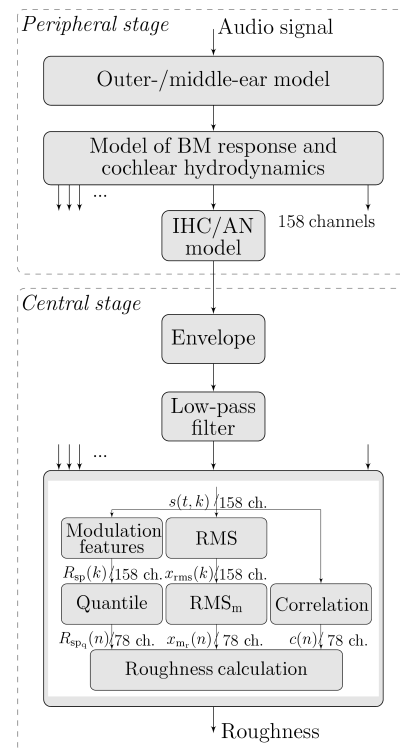 Peripheral stage
Audio signal
Outer-/middle-ear model
Model of BM response and
cochlear hydrodynamics
...
158 channels
IHC/AN
model
Central stage
Envelope
Low-pass
filter
...
s(t, k) 158 ch.
Modulation
features
RMS
R_sp(k) 158 ch. x_rms(k) 158 ch.
Quantile
RMS_m
Correlation
R_sp_q(n) 78 ch. x_m_r(n) 78 ch. c(n) 78 ch.
Roughness calculation
Roughness